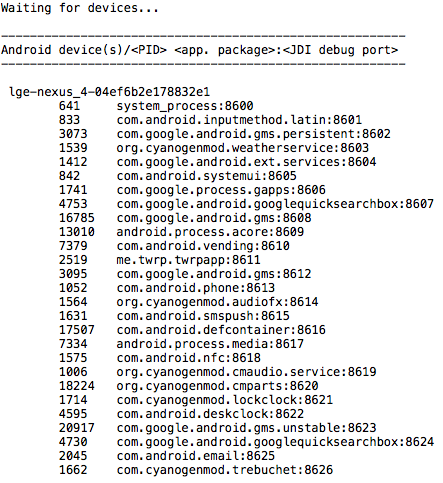 Waiting for devices...
--------------------------------------------------------
Android device(s)/<PID> <app. package>:<JDI debug port>
--------------------------------------------------------
lge-nexus_4-04ef6b2e178832e1
641 system_process:8600
833 com.android.inputmethod.latin:8601
3073 com.google.android.gms.persistent:8602
1539 org.cyanogenmod.weatherservice:8603
1412 com.google.android.ext.services:8604
842 com.android.systemui:8605
1741 com.google.process.gapps:8606
4753 com.google.android.googlequicksearchbox:8607
16785 com.google.android.gms:8608
13010 android.process.acore:8609
7379 com.android.vending:8610
2519 me.twrp.twrpapp:8611
3095 com.google.android.gms:8612
1052 com.android.phone:8613
1564 org.cyanogenmod.audiofx:8614
1631 com.android.smspush:8615
17507 com.android.defcontainer:8616
7334 android.process.media:8617
1575 com.android.nfc:8618
1006 org.cyanogenmod.cmaudio.service:8619
18224 org.cyanogenmod.cmparts:8620
1714 com.cyanogenmod.lockclock:8621
4595 com.android.deskclock:8622
20917 com.google.android.gms.unstable:8623
4730 com.google.android.googlequicksearchbox:8624
2045 com.android.email:8625
1662 com.cyanogenmod.trebuchet:8626